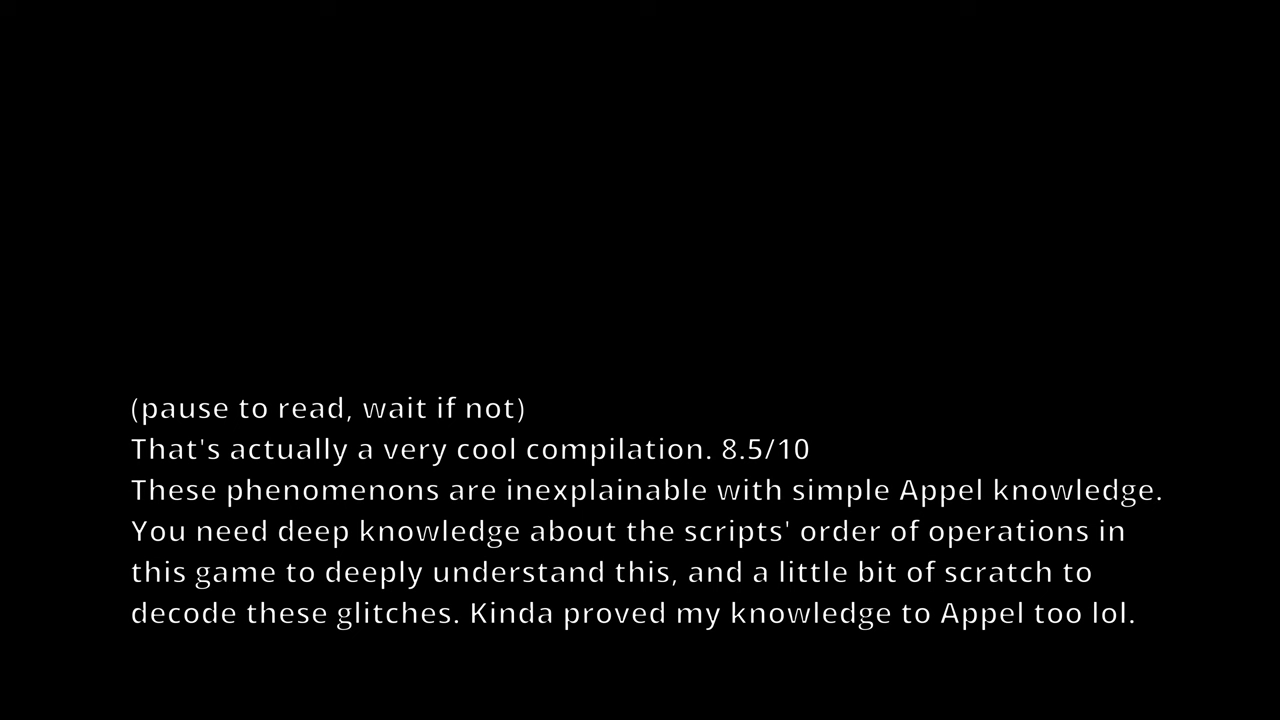 (pause to read, wait if not)
That's actually a very cool compilation. 8.5/10
These phenomenons are inexplainable with simple Appel knowledge.
You need deep knowledge about the scripts' order of operations in
this game to deeply understand this, and a little bit of scratch to
decode these glitches. Kinda proved my knowledge to Appel too lol.